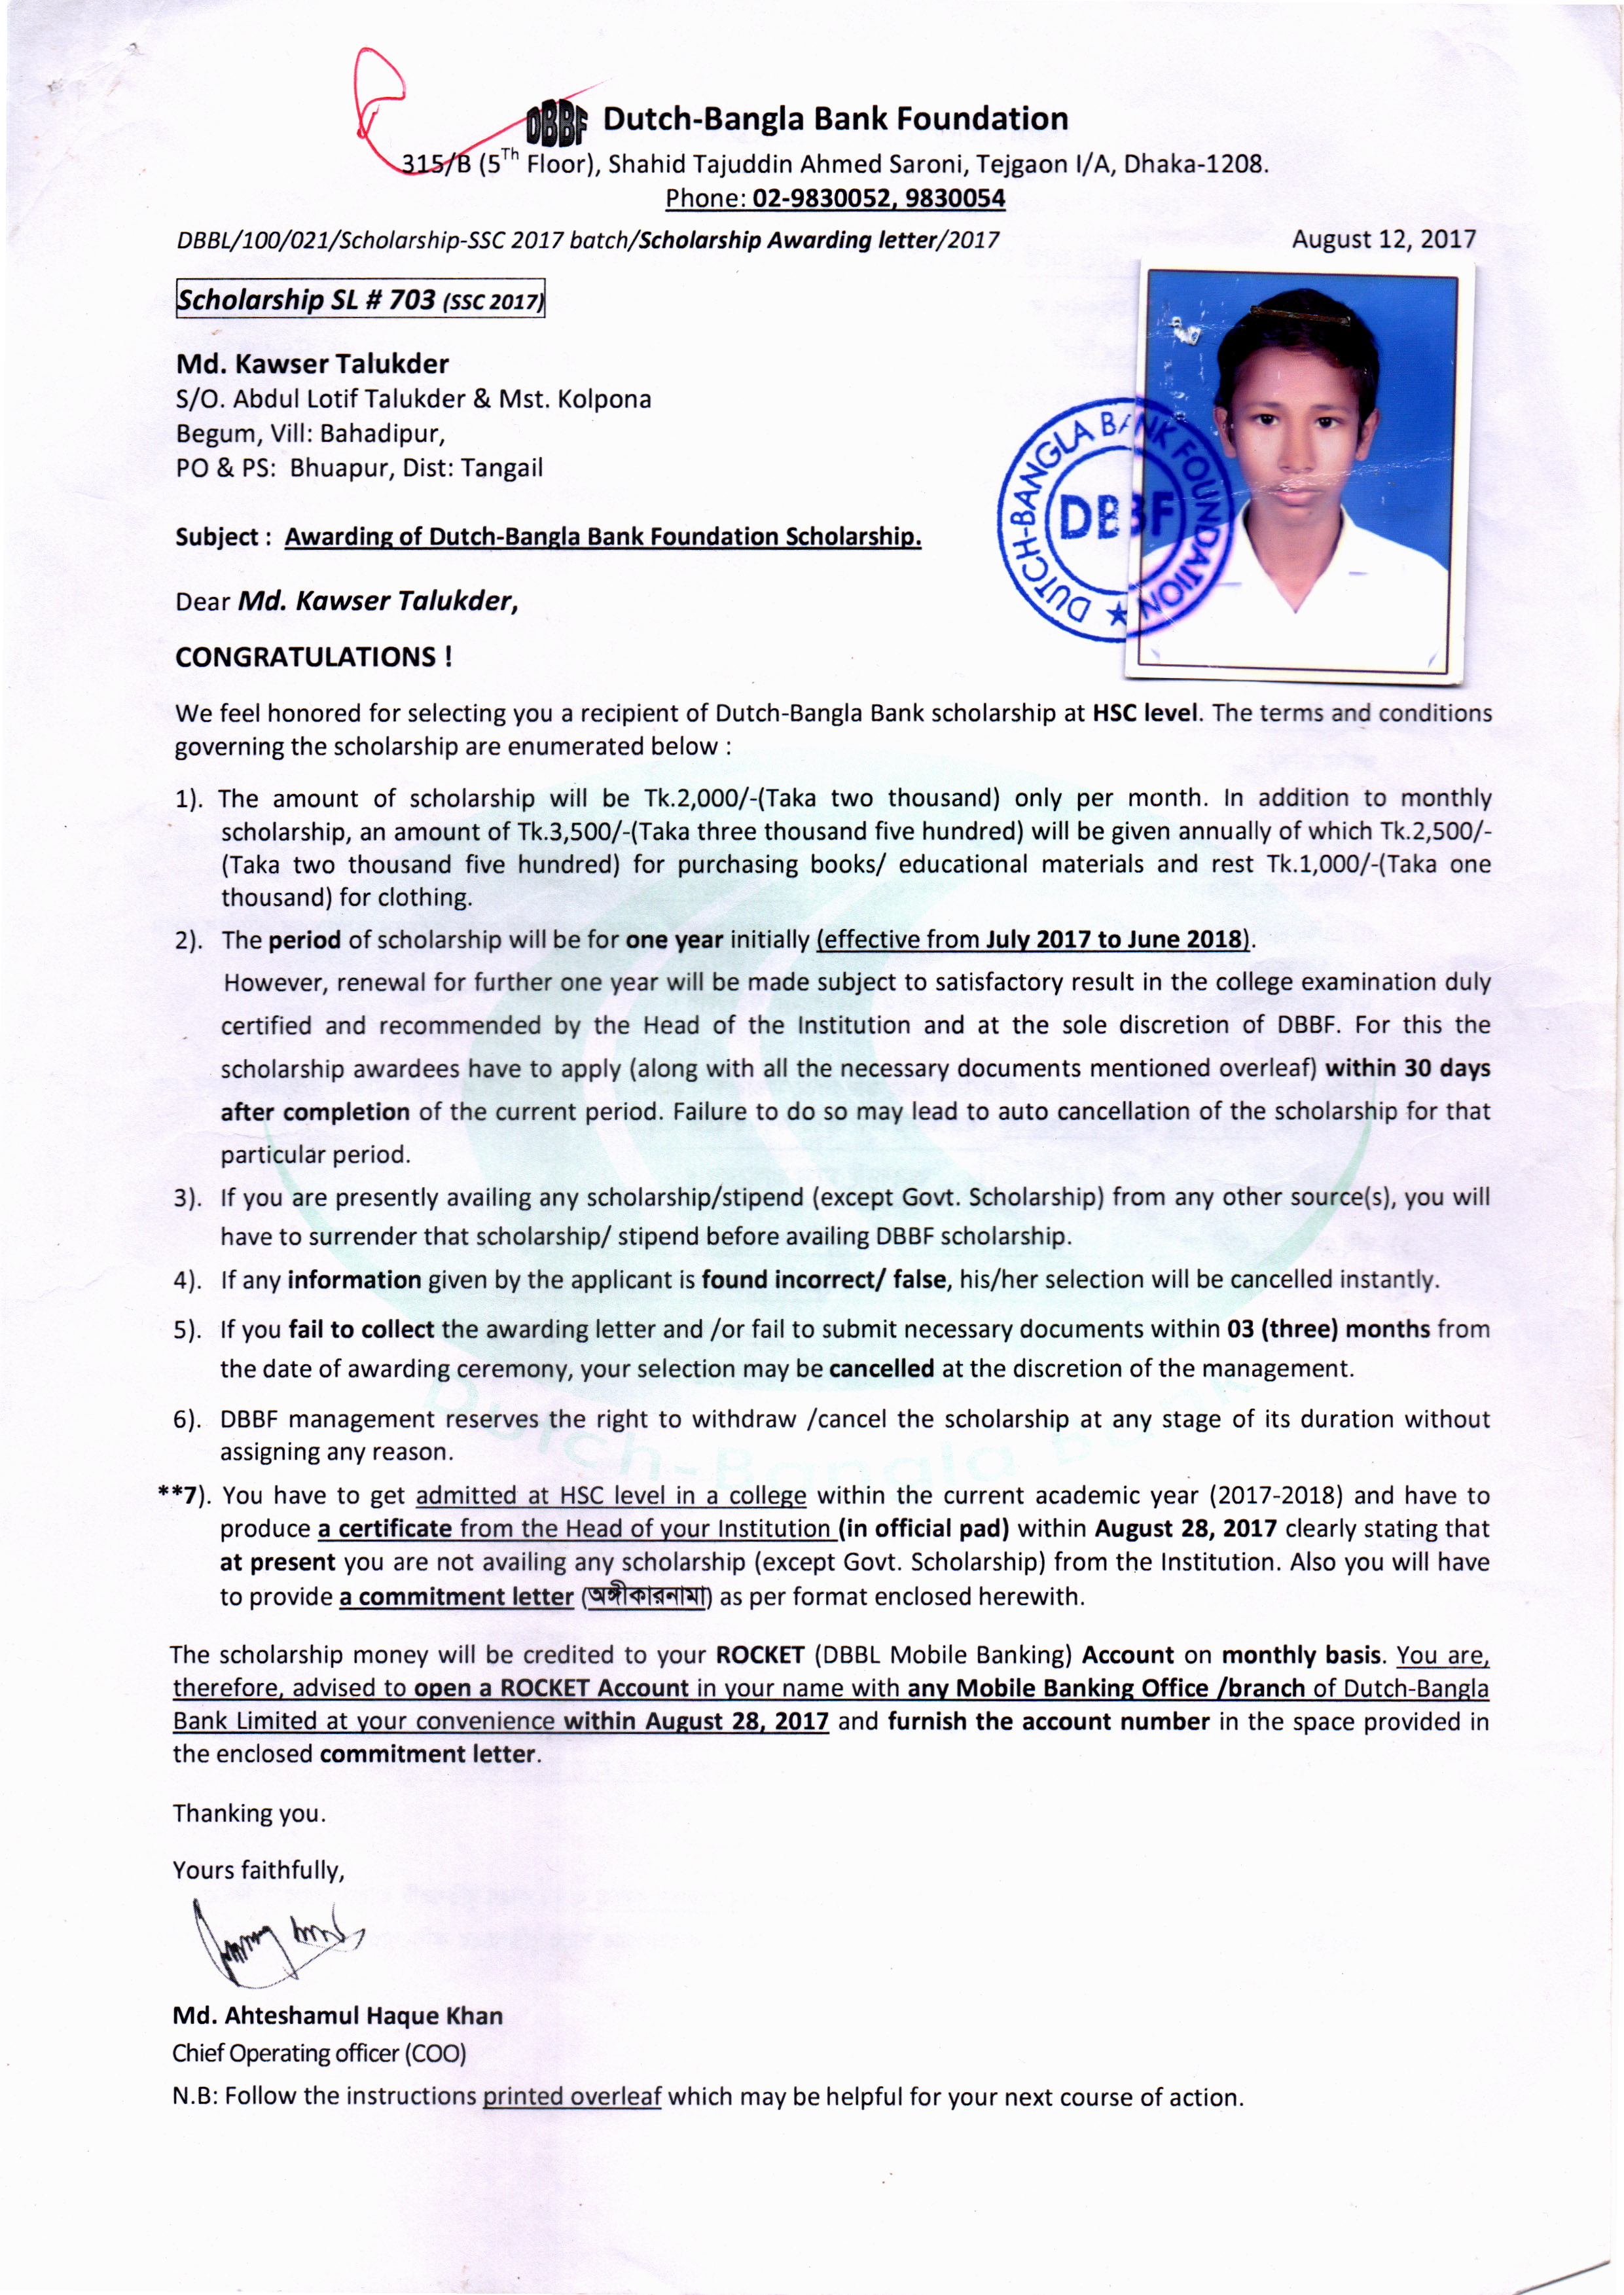 DBBF Dutch-Bangla Bank Foundation
315/B (5Th Floor), Shahid Tajuddin Ahmed Saroni, Tejgaon I/A, Dhaka-1208.
Phone: 02-9830052, 9830054
DBBL/100/021/Scholarship-SSC 2017 batch/Scholarship Awarding letter/2017 August 12, 2017
Scholarship SL # 703 (SSC 2017)
Md. Kawser Talukder
S/O. Abdul Lotif Talukder & Mst. Kolpona
Begum, Vill: Bahadipur,
PO & PS: Bhuapur, Dist: Tangail
DUTCH-BANGLA BANK FOUNDATION ★
DBBF
Subject : Awarding of Dutch-Bangla Bank Foundation Scholarship.
Dear Md. Kawser Talukder,
CONGRATULATIONS !
We feel honored for selecting you a recipient of Dutch-Bangla Bank scholarship at HSC level. The terms and conditions
governing the scholarship are enumerated below :
1). The amount of scholarship will be Tk.2,000/-(Taka two thousand) only per month. In addition to monthly
scholarship, an amount of Tk.3,500/-(Taka three thousand five hundred) will be given annually of which Tk.2,500/-
(Taka two thousand five hundred) for purchasing books/ educational materials and rest Tk.1,000/-(Taka one
thousand) for clothing.
2). The period of scholarship will be for one year initially (effective from July 2017 to June 2018).
However, renewal for further one year will be made subject to satisfactory result in the college examination duly
certified and recommended by the Head of the Institution and at the sole discretion of DBBF. For this the
scholarship awardees have to apply (along with all the necessary documents mentioned overleaf) within 30 days
after completion of the current period. Failure to do so may lead to auto cancellation of the scholarship for that
particular period.
3). If you are presently availing any scholarship/stipend (except Govt. Scholarship) from any other source(s), you will
have to surrender that scholarship/ stipend before availing DBBF scholarship.
4). If any information given by the applicant is found incorrect/ false, his/her selection will be cancelled instantly.
5). If you fail to collect the awarding letter and /or fail to submit necessary documents within 03 (three) months from
the date of awarding ceremony, your selection may be cancelled at the discretion of the management.
6). DBBF management reserves the right to withdraw /cancel the scholarship at any stage of its duration without
assigning any reason.
Dutch-Bangla Bank
**7). You have to get admitted at HSC level in a college within the current academic year (2017-2018) and have to
produce a certificate from the Head of your Institution (in official pad) within August 28, 2017 clearly stating that
at present you are not availing any scholarship (except Govt. Scholarship) from the Institution. Also you will have
to provide a commitment letter (অঙ্গীকারনামা) as per format enclosed herewith.
The scholarship money will be credited to your ROCKET (DBBL Mobile Banking) Account on monthly basis. You are,
therefore, advised to open a ROCKET Account in your name with any Mobile Banking Office /branch of Dutch-Bangla
Bank Limited at your convenience within August 28, 2017 and furnish the account number in the space provided in
the enclosed commitment letter.
Thanking you.
Yours faithfully,
Md. Ahteshamul Haque Khan
Chief Operating officer (COO)
N.B: Follow the instructions printed overleaf which may be helpful for your next course of action.